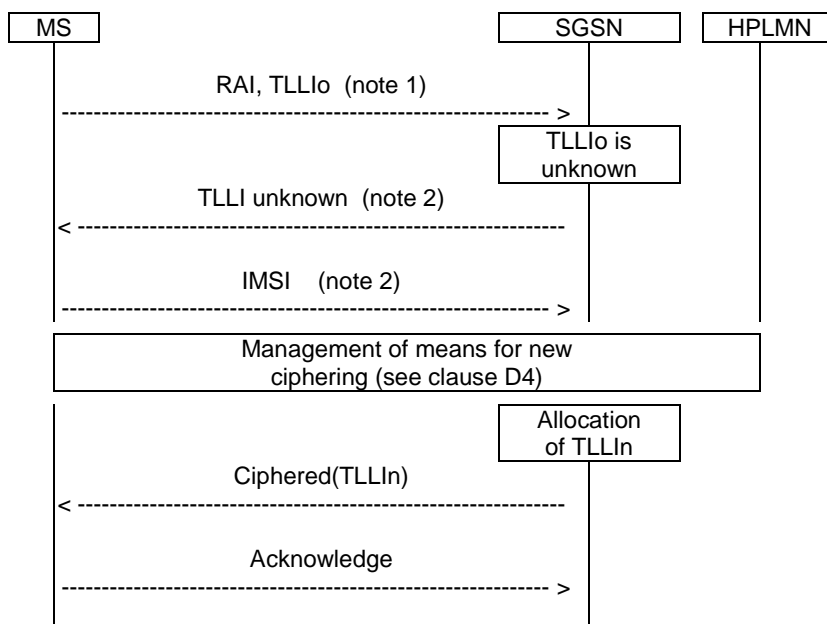 MS SGSN HPLMN
RAI, TLLIo (note 1)
TLLIo is
unknown
TLLI unknown (note 2)
IMSI (note 2)
Management of means for new
ciphering (see clause D4)
Allocation
of TLLIn
Ciphered(TLLIn)
Acknowledge